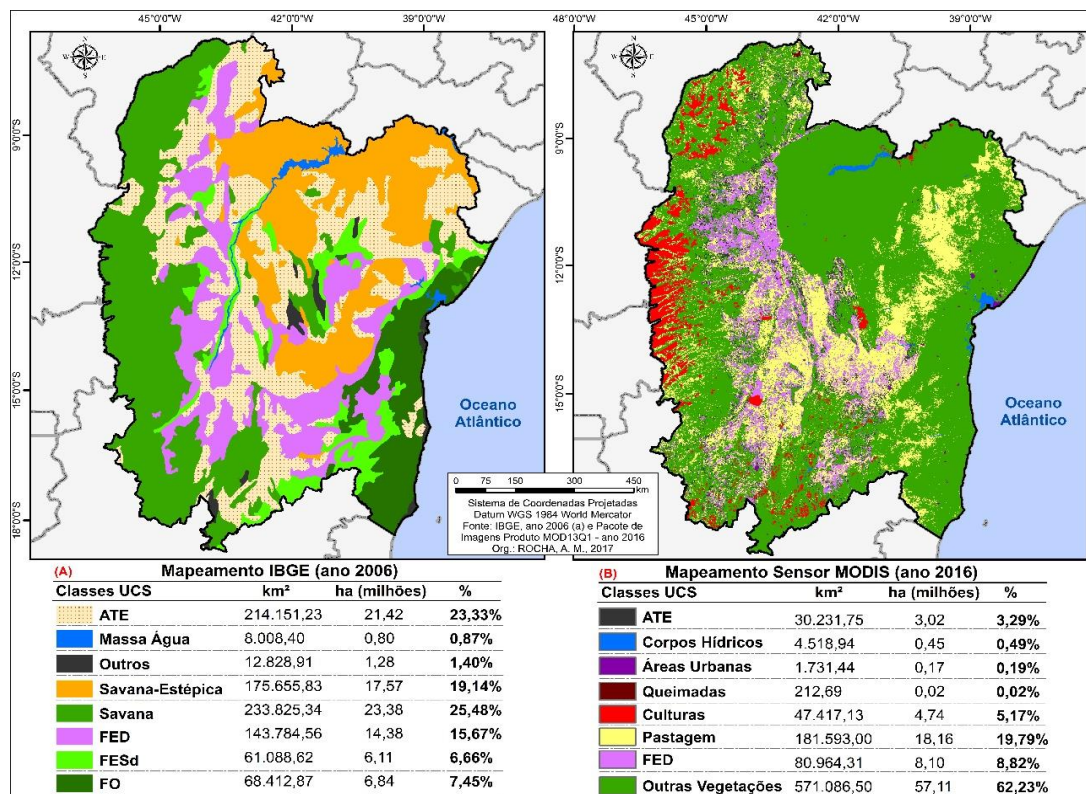 45°0'0"W 42°0'0"W 39°0'0"W
45°0'0"W 42°0'0"W 39°0'0"W
N
W E
S
N
W E
S
9°0'0"S
12°0'0"S
15°0'0"S
18°0'0"S
9°0'0"S
12°0'0"S
15°0'0"S
18°0'0"S
Oceano
Atlântico
Oceano
Atlântico
0 75 150 300 450
km
Sistema de Coordenadas Projetadas
Datum WGS 1984 World Mercator
Fonte: IBGE, ano 2006 (a) e Pacote de
Imagens Produto MOD13Q1 - ano 2016
Org.: ROCHA, A. M., 2017
(A) Mapeamento IBGE (ano 2006)
Classes UCS km² ha (milhões) %
ATE 214.151,23 21,42 23,33%
Massa Água 8.008,40 0,80 0,87%
Outros 12.828,91 1,28 1,40%
Savana-Estépica 175.655,83 17,57 19,14%
Savana 233.825,34 23,38 25,48%
FED 143.784,56 14,38 15,67%
FESd 61.088,62 6,11 6,66%
FO 68.412,87 6,84 7,45%
(B) Mapeamento Sensor MODIS (ano 2016)
Classes UCS km² ha (milhões) %
ATE 30.231,75 3,02 3,29%
Corpos Hídricos 4.518,94 0,45 0,49%
Áreas Urbanas 1.731,44 0,17 0,19%
Queimadas 212,69 0,02 0,02%
Culturas 47.417,13 4,74 5,17%
Pastagem 181.593,00 18,16 19,79%
FED 80.964,31 8,10 8,82%
Outras Vegetações 571.086,50 57,11 62,23%